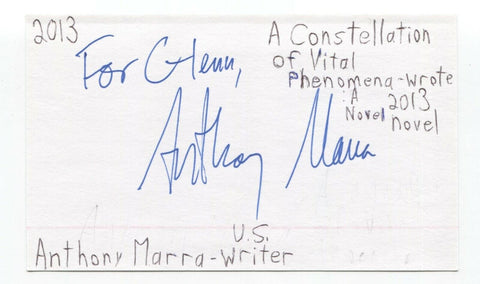 2013
A Constellation
of Vital
Phenomena-wrote
: A
Novel
2013
novel
For Glenn,
Anthony Marra
U.S.
Anthony Marra-writer